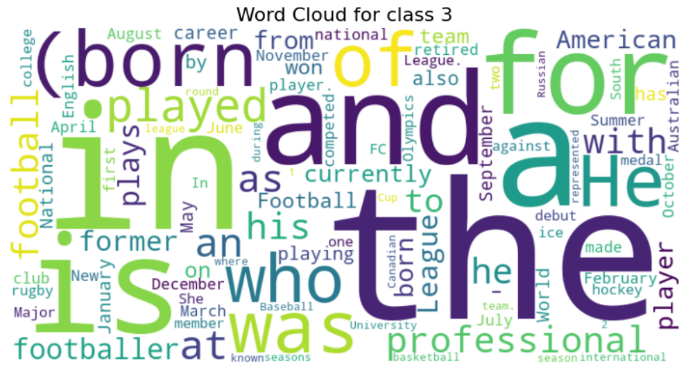 Word Cloud for class 3
college August career from national team American
(born of for by November won League. retired
English player. also two Russian South has Australian
football in played and a He with
April round league June during competed FC Olympics against Summer represented medal
National first plays In May as currently September October
is the Football his to League
former an who playing one Canadian born he ' debut ice made
club New January on December was Cup where World February hockey player
rugby Major She March member at Baseball University team. July 2
footballer known seasons professional basketball season international